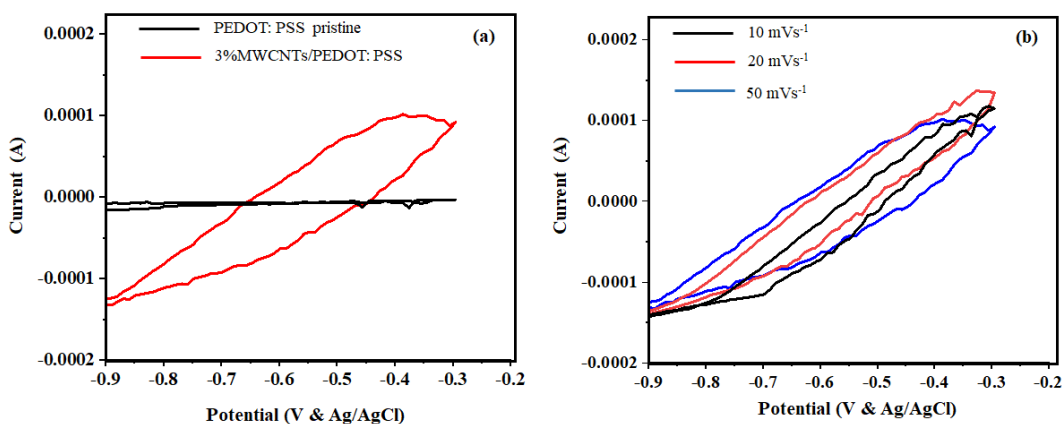 (a)
PEDOT: PSS pristine
3%MWCNTs/PEDOT: PSS
0.0002
0.0001
0.0000
-0.0001
-0.0002
Current (A)
-0.9 -0.8 -0.7 -0.6 -0.5 -0.4 -0.3 -0.2
Potential (V & Ag/AgCl)
(b)
10 mVs-1
20 mVs-1
50 mVs-1
0.0002
0.0001
0.0000
-0.0001
-0.0002
Current (A)
-0.9 -0.8 -0.7 -0.6 -0.5 -0.4 -0.3 -0.2
Potential (V & Ag/AgCl)